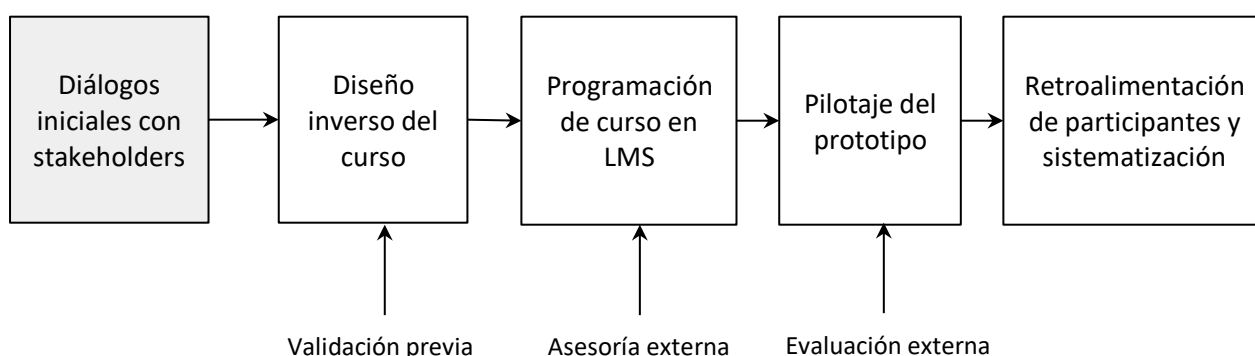 Diálogos
iniciales con
stakeholders
Diseño
inverso del
curso
Programación
de curso en
LMS
Pilotaje del
prototipo
Retroalimentación
de participantes y
sistematización
Validación previa
Asesoría externa
Evaluación externa